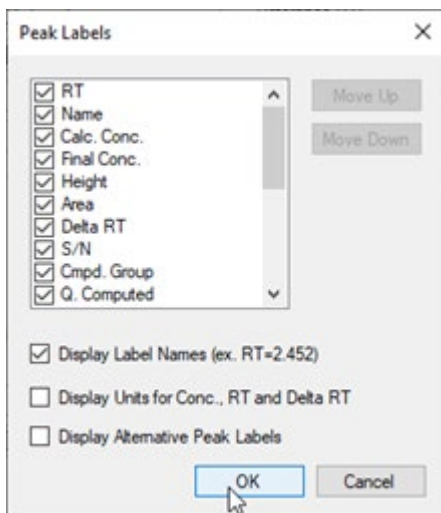 Peak Labels
RT
Name
Calc. Conc.
Final Conc.
Height
Area
Delta RT
S/N
Cmpd. Group
Q. Computed
Move Up
Move Down
Display Label Names (ex. RT=2.452)
Display Units for Conc., RT and Delta RT
Display Alternative Peak Labels
OK
Cancel